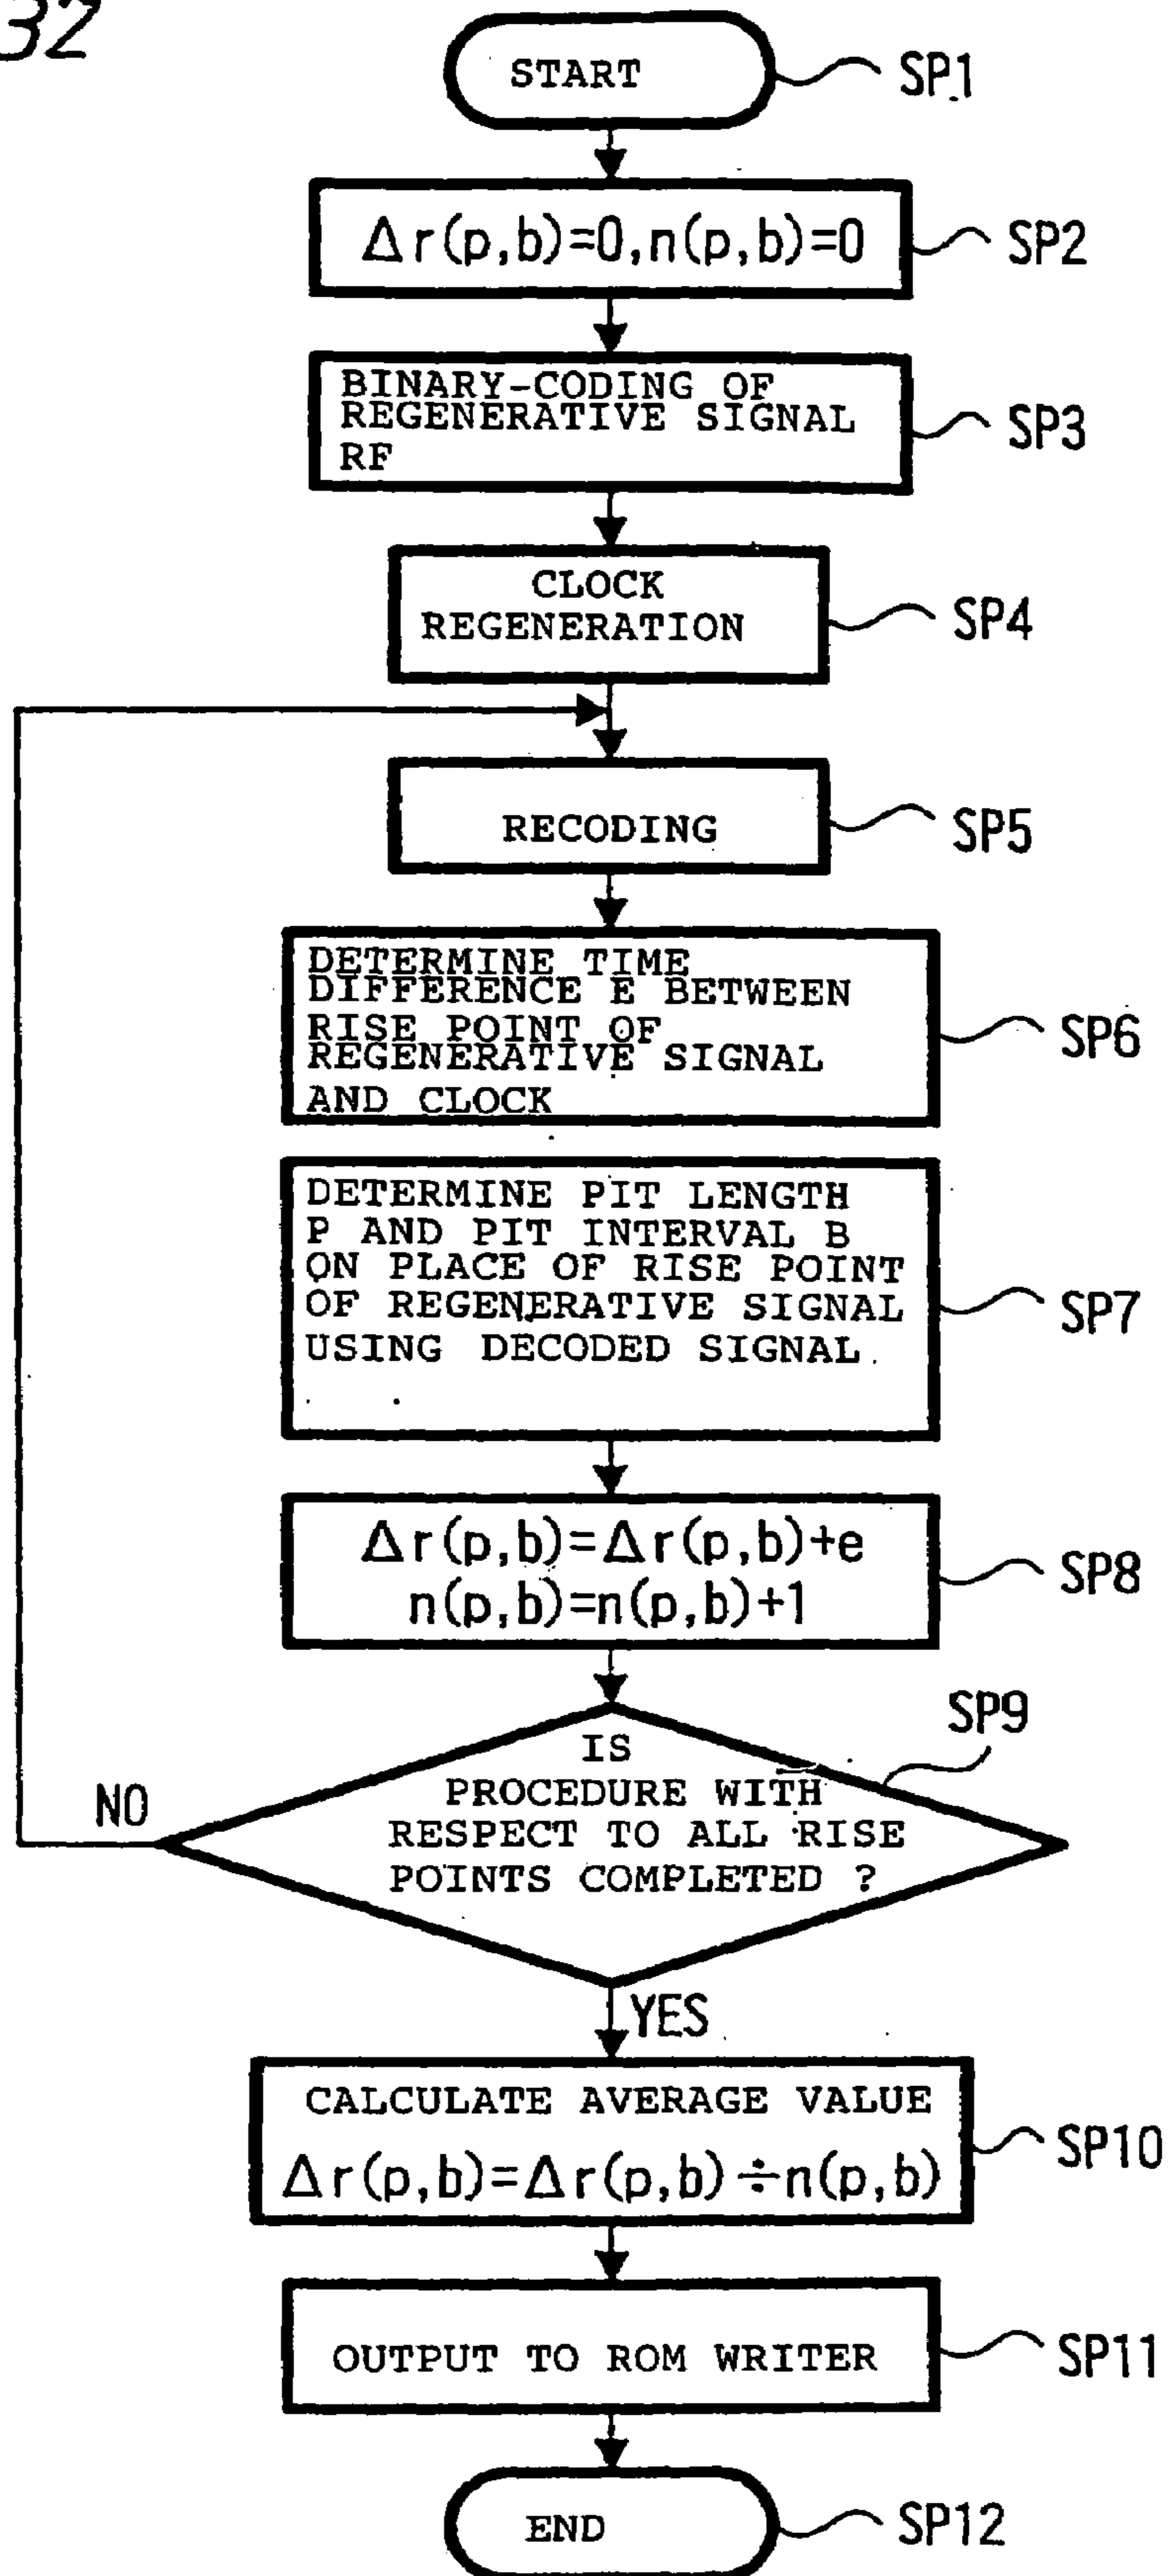 32
START
SP1
Δr(p,b)=0,n(p,b)=0
SP2
BINARY-CODING OF
REGENERATIVE SIGNAL
RF
SP3
CLOCK
REGENERATION
SP4
RECODING
SP5
DETERMINE TIME
DIFFERENCE E BETWEEN
RISE POINT OF
REGENERATIVE SIGNAL
AND CLOCK
SP6
DETERMINE PIT LENGTH
P AND PIT INTERVAL B
ON PLACE OF RISE POINT
OF REGENERATIVE SIGNAL
USING DECODED SIGNAL
SP7
Δr(p,b)=Δr(p,b)+e
n(p,b)=n(p,b)+1
SP8
SP9
IS
PROCEDURE WITH
RESPECT TO ALL RISE
POINTS COMPLETED ?
NO
YES
CALCULATE AVERAGE VALUE
Δr(p,b)=Δr(p,b)÷n(p,b)
SP10
OUTPUT TO ROM WRITER
SP11
END
SP12